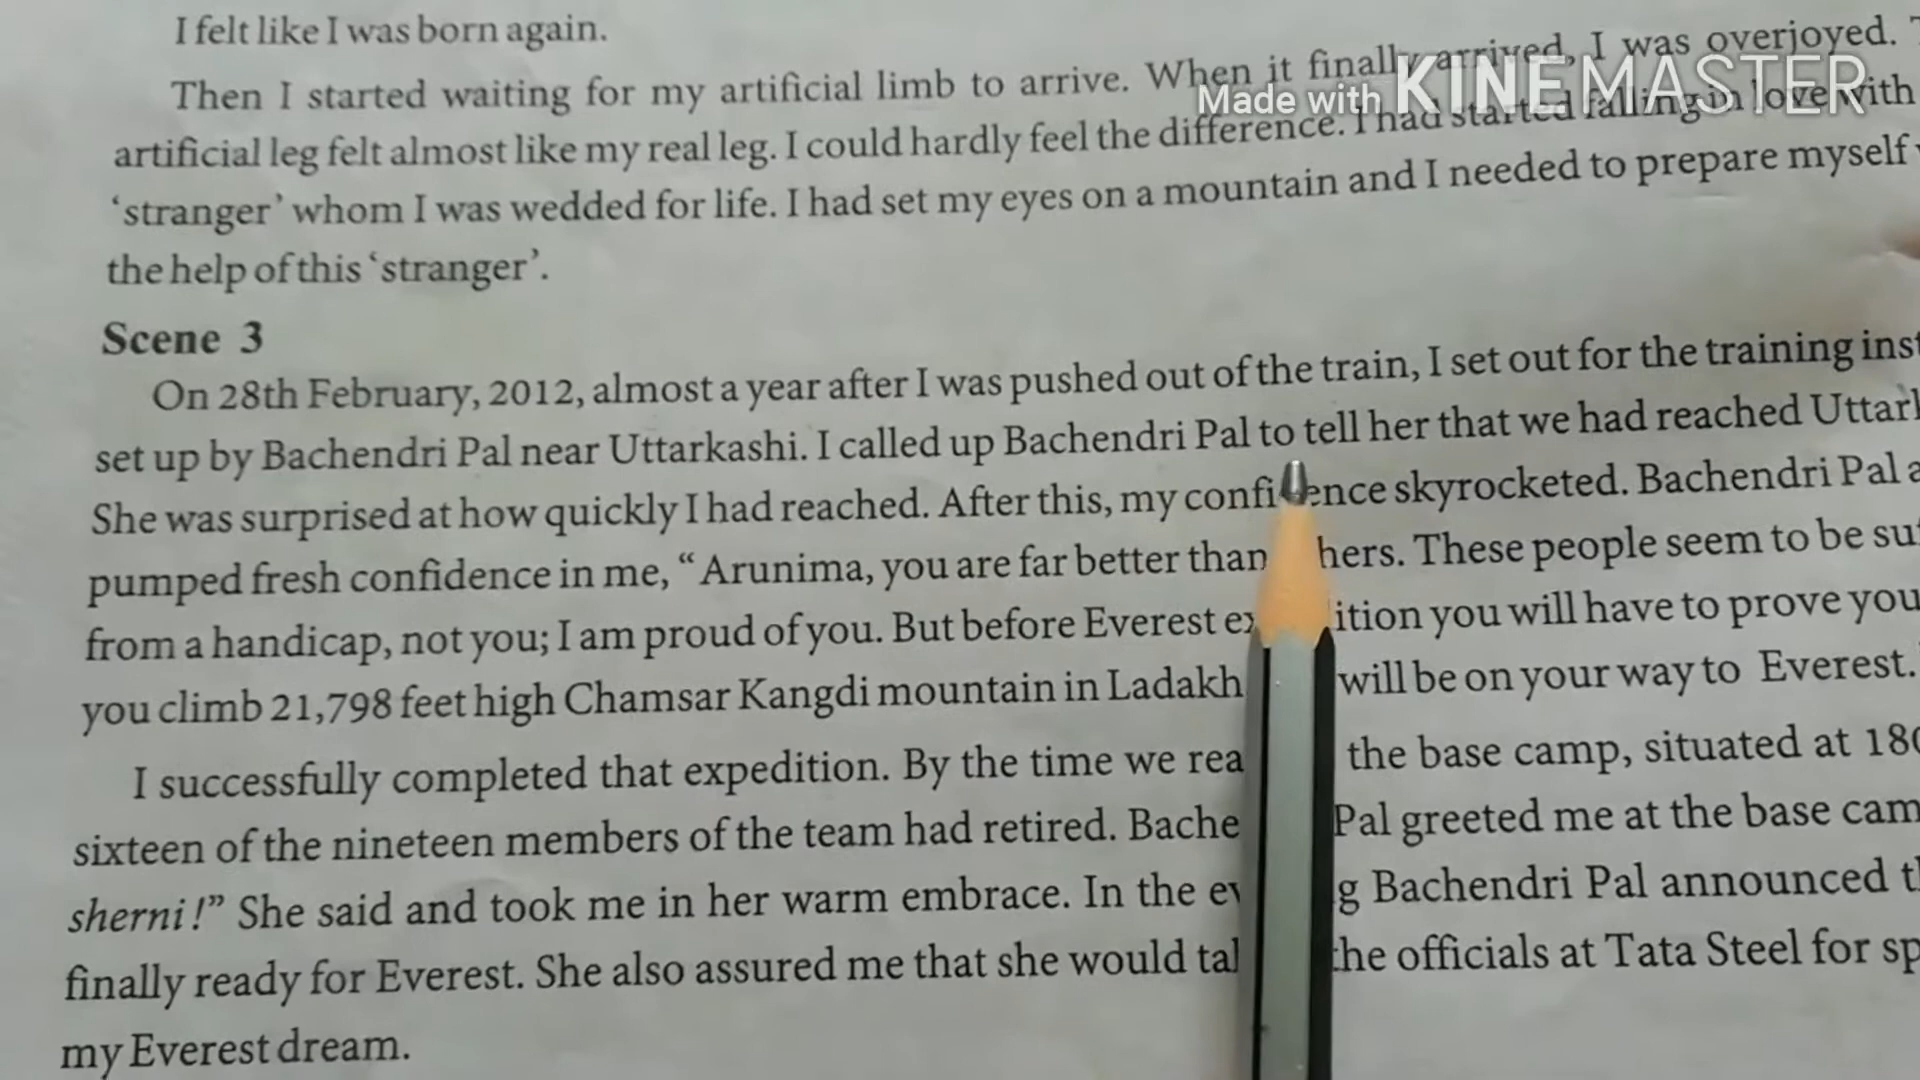 I felt like I was born again.
Then I started waiting for my artificial limb to arrive. When it finally arrived, I was overjoyed.
Made with KINEMASTER
artificial leg felt almost like my real leg. I could hardly feel the difference. I had started falling in love with
‘stranger’ whom I was wedded for life. I had set my eyes on a mountain and I needed to prepare myself
the help of this ‘stranger’.
Scene 3
On 28th February, 2012, almost a year after I was pushed out of the train, I set out for the training
set up by Bachendri Pal near Uttarkashi. I called up Bachendri Pal to tell her that we had reached
She was surprised at how quickly I had reached. After this, my confidence skyrocketed. Bachendri Pal
pumped fresh confidence in me, “Arunima, you are far better than These people seem to be
from a handicap, not you; I am proud of you. But before Everest you will have to prove
you climb 21,798 feet high Chamsar Kangdi mountain in Ladakh will be on your way to Everest.
I successfully completed that expedition. By the time we the base camp, situated at
sixteen of the nineteen members of the team had retired. Pal greeted me at the base
sherni!” She said and took me in her warm embrace. In the Bachendri Pal announced
finally ready for Everest. She also assured me that she would the officials at Tata Steel for
my Everest dream.